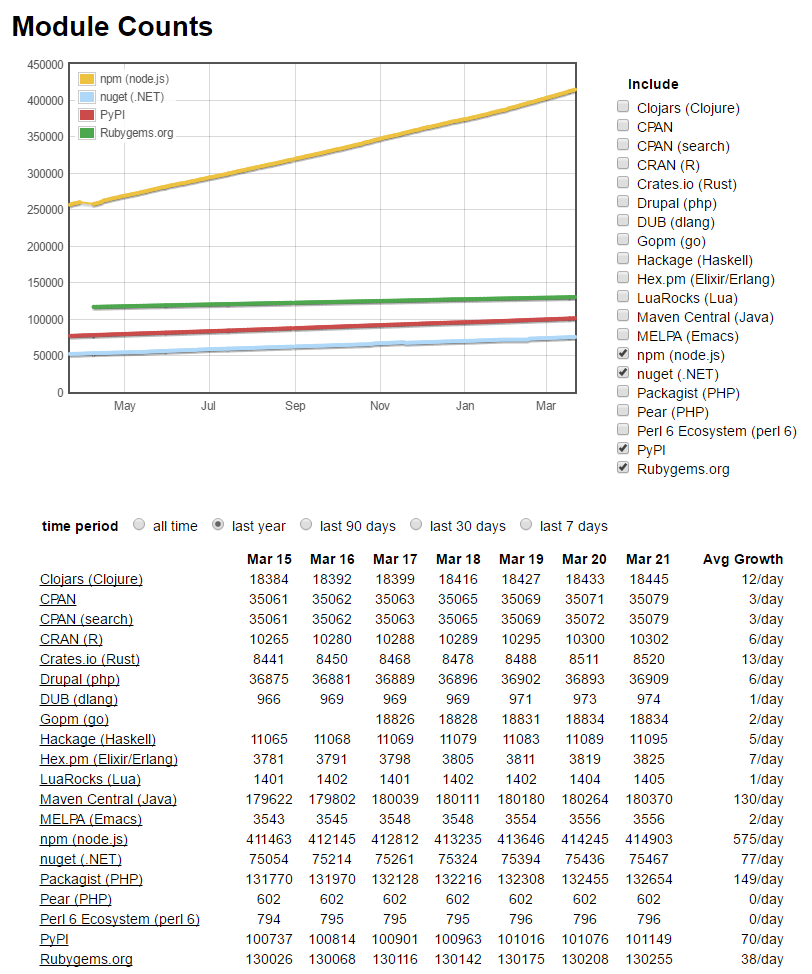 Module Counts
450000
400000
350000
300000
250000
200000
150000
100000
50000
0
npm (node.js)
nuget (.NET)
PyPI
Rubygems.org
May Jul Sep Nov Jan Mar
Include
Clojars (Clojure)
CPAN
CPAN (search)
CRAN (R)
Crates.io (Rust)
Drupal (php)
DUB (dlang)
Gopm (go)
Hackage (Haskell)
Hex.pm (Elixir/Erlang)
LuaRocks (Lua)
Maven Central (Java)
MELPA (Emacs)
npm (node.js)
nuget (.NET)
Packagist (PHP)
Pear (PHP)
Perl 6 Ecosystem (perl 6)
PyPI
Rubygems.org
time period all time last year last 90 days last 30 days last 7 days
Mar 15 Mar 16 Mar 17 Mar 18 Mar 19 Mar 20 Mar 21 Avg Growth
Clojars (Clojure) 18384 18392 18399 18416 18427 18433 18445 12/day
CPAN 35061 35062 35063 35065 35069 35071 35079 3/day
CPAN (search) 35061 35062 35063 35065 35069 35072 35079 3/day
CRAN (R) 10265 10280 10288 10289 10295 10300 10302 6/day
Crates.io (Rust) 8441 8450 8468 8478 8488 8511 8520 13/day
Drupal (php) 36875 36881 36889 36896 36902 36893 36909 6/day
DUB (dlang) 966 969 969 969 971 973 974 1/day
Gopm (go) 18826 18828 18831 18834 18834 2/day
Hackage (Haskell) 11065 11068 11069 11079 11083 11089 11095 5/day
Hex.pm (Elixir/Erlang) 3781 3791 3798 3805 3811 3819 3825 7/day
LuaRocks (Lua) 1401 1402 1401 1402 1402 1404 1405 1/day
Maven Central (Java) 179622 179802 180039 180111 180180 180264 180370 130/day
MELPA (Emacs) 3543 3545 3548 3548 3554 3556 3556 2/day
npm (node.js) 411463 412145 412812 413235 413646 414245 414903 575/day
nuget (.NET) 75054 75214 75261 75324 75394 75436 75467 77/day
Packagist (PHP) 131770 131970 132128 132216 132308 132455 132654 149/day
Pear (PHP) 602 602 602 602 602 602 602 0/day
Perl 6 Ecosystem (perl 6) 794 795 795 795 796 796 796 0/day
PyPI 100737 100814 100901 100963 101016 101076 101149 70/day
Rubygems.org 130026 130068 130116 130142 130175 130208 130255 38/day